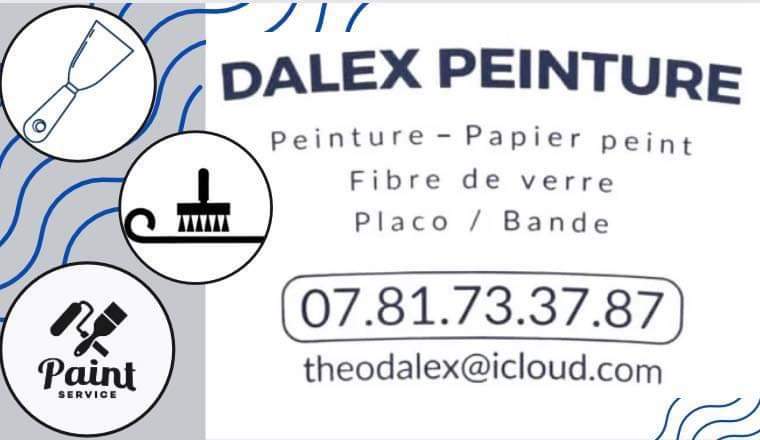 DALEX PEINTURE
Peinture – Papier peint
Fibre de verre
Placo / Bande
07.81.73.37.87
theodalex@icloud.com
Paint
SERVICE